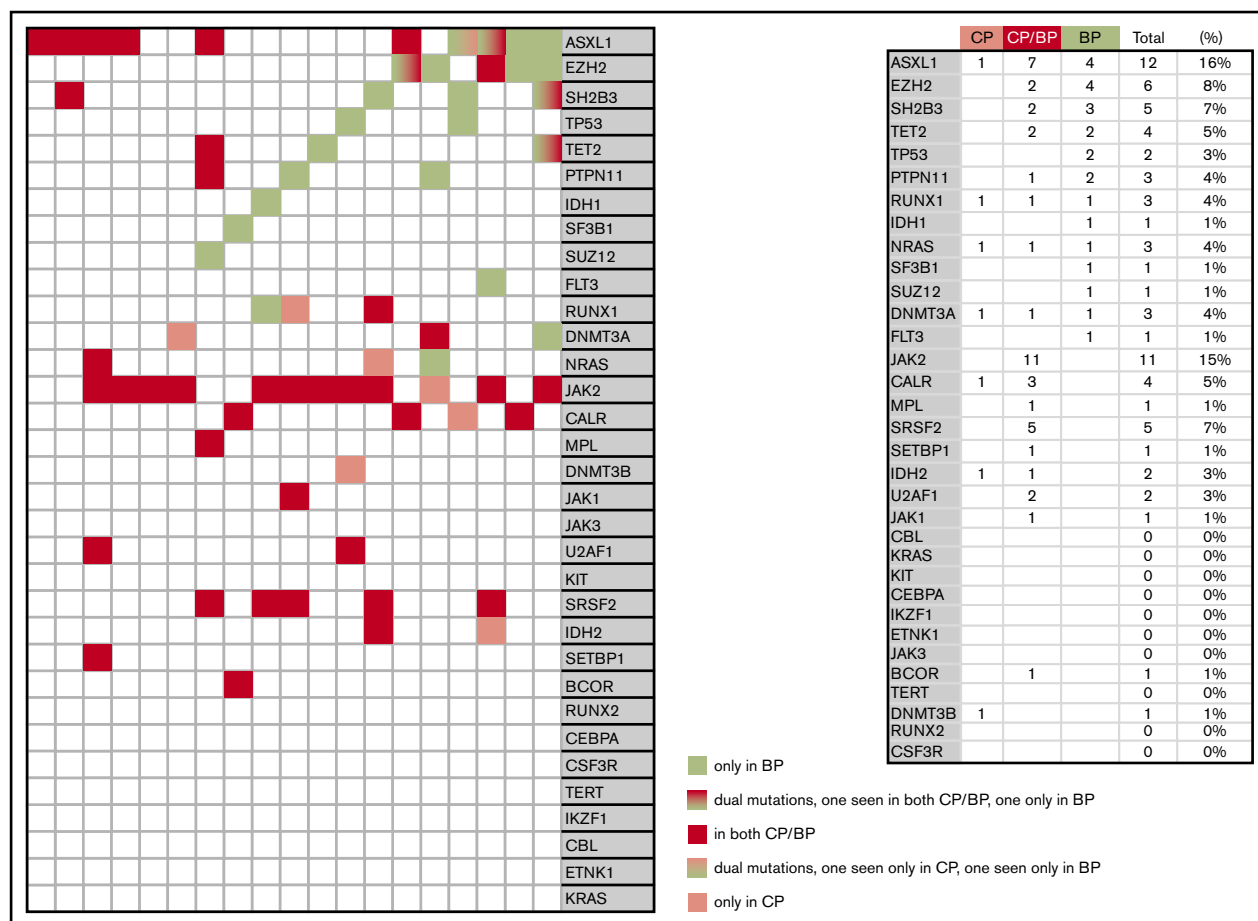 ASXL1
EZH2
SH2B3
TP53
TET2
PTPN11
IDH1
SF3B1
SUZ12
FLT3
RUNX1
DNMT3A
NRAS
JAK2
CALR
MPL
DNMT3B
JAK1
JAK3
U2AF1
KIT
SRSF2
IDH2
SETBP1
BCOR
RUNX2
CEBPA
CSF3R
TERT
IKZF1
CBL
ETNK1
KRAS
only in BP
dual mutations, one seen in both CP/BP, one only in BP
in both CP/BP
dual mutations, one seen only in CP, one seen only in BP
only in CP
CP CP/BP BP Total (%)
ASXL1 1 7 4 12 16%
EZH2 2 4 6 8%
SH2B3 2 3 5 7%
TET2 2 2 4 5%
TP53 2 2 3%
PTPN11 1 2 3 4%
RUNX1 1 1 1 3 4%
IDH1 1 1 1%
NRAS 1 1 1 3 4%
SF3B1 1 1 1%
SUZ12 1 1 1%
DNMT3A 1 1 1 3 4%
FLT3 1 1 1%
JAK2 11 11 15%
CALR 1 3 4 5%
MPL 1 1 1%
SRSF2 5 5 7%
SETBP1 1 1 1%
IDH2 1 1 2 3%
U2AF1 2 2 3%
JAK1 1 1 1%
CBL 0 0%
KRAS 0 0%
KIT 0 0%
CEBPA 0 0%
IKZF1 0 0%
ETNK1 0 0%
JAK3 0 0%
BCOR 1 1 1%
TERT 0 0%
DNMT3B 1 1 1%
RUNX2 0 0%
CSF3R 0 0%